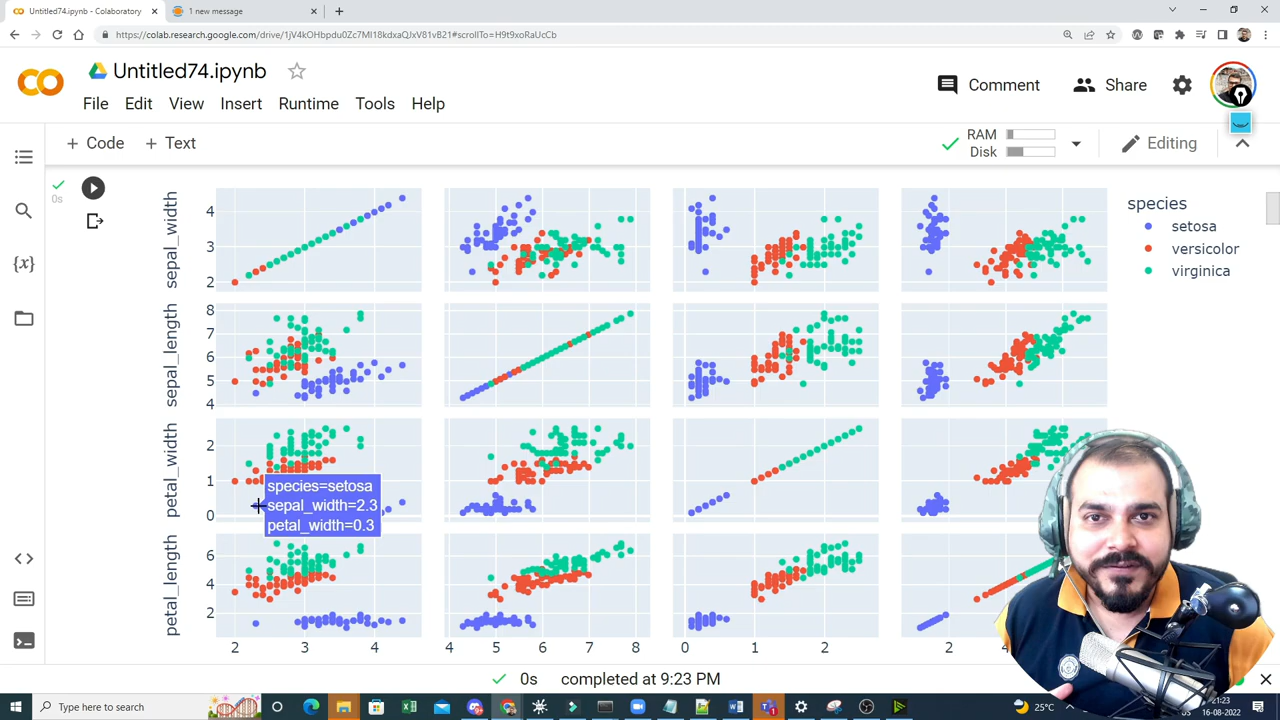 Untitled74.ipynb - Colaboratory
1 new message
https://colab.research.google.com/drive/1jV4kOHbpdu0Zc7MI18kdxaQJxV81vB21#scrollTo=H9t9xoRaUcCb
Untitled74.ipynb
File Edit View Insert Runtime Tools Help
Comment
Share
+ Code + Text
RAM
Disk
Editing
0s
{x}
species
setosa
versicolor
virginica
sepal_width
4
3
2
sepal_length
8
7
6
5
4
petal_width
2
1
0
species=setosa
sepal_width=2.3
petal_width=0.3
petal_length
6
4
2
2 3 4
4 5 6 7 8
0 1 2
2 4
0s completed at 9:23 PM
Type here to search
25°C
21:23
16-08-2022